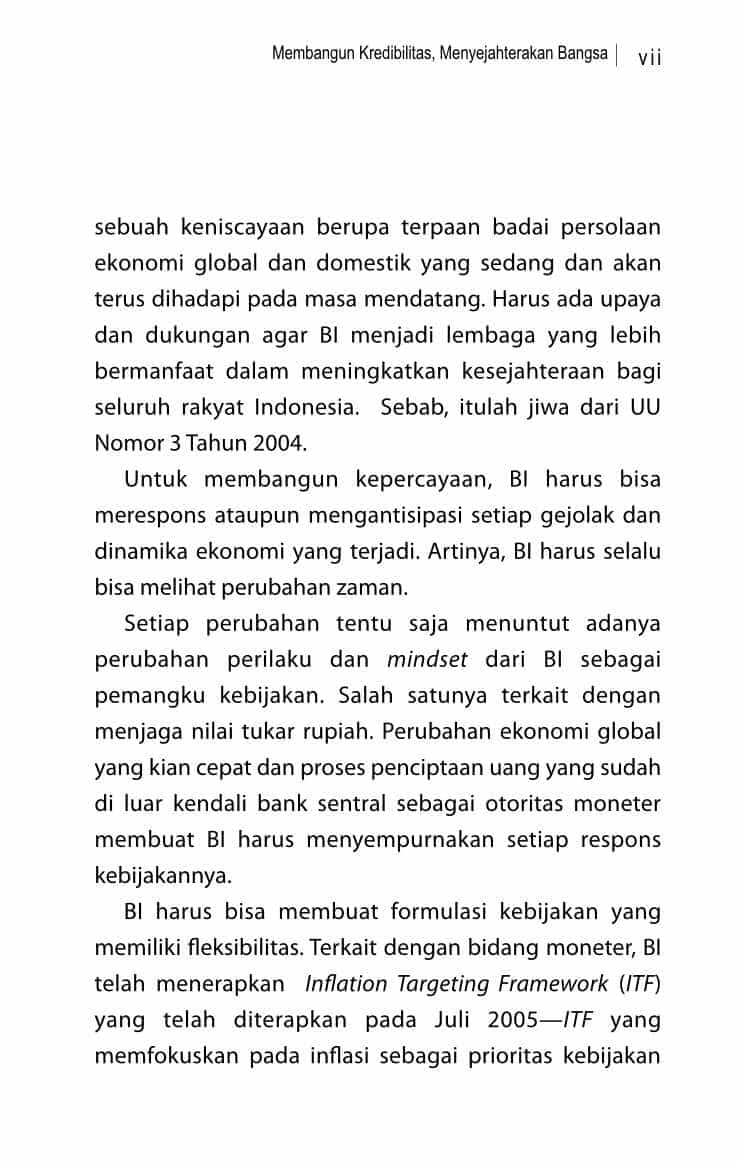 Membangun Kredibilitas, Menyejahterakan Bangsa | vii
sebuah keniscayaan berupa terpaan badai persolaan
ekonomi global dan domestik yang sedang dan akan
terus dihadapi pada masa mendatang. Harus ada upaya
dan dukungan agar BI menjadi lembaga yang lebih
bermanfaat dalam meningkatkan kesejahteraan bagi
seluruh rakyat Indonesia. Sebab, itulah jiwa dari UU
Nomor 3 Tahun 2004.
Untuk membangun kepercayaan, BI harus bisa
merespons ataupun mengantisipasi setiap gejolak dan
dinamika ekonomi yang terjadi. Artinya, BI harus selalu
bisa melihat perubahan zaman.
Setiap perubahan tentu saja menuntut adanya
perubahan perilaku dan mindset dari BI sebagai
pemangku kebijakan. Salah satunya terkait dengan
menjaga nilai tukar rupiah. Perubahan ekonomi global
yang kian cepat dan proses penciptaan uang yang sudah
di luar kendali bank sentral sebagai otoritas moneter
membuat BI harus menyempurnakan setiap respons
kebijakannya.
BI harus bisa membuat formulasi kebijakan yang
memiliki fleksibilitas. Terkait dengan bidang moneter, BI
telah menerapkan Inflation Targeting Framework (ITF)
yang telah diterapkan pada Juli 2005—ITF yang
memfokuskan pada inflasi sebagai prioritas kebijakan